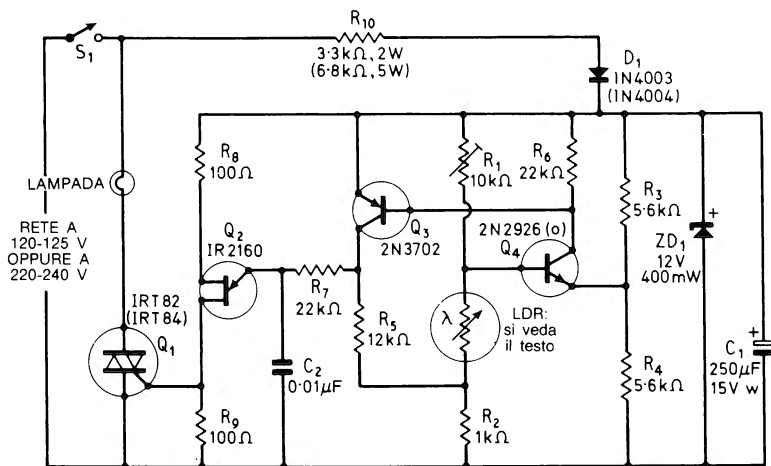 S1
R10
3.3kΩ, 2W
(6.8kΩ, 5W)
D1
IN4003
(IN4004)
LAMPADA
RETE A
120-125 V
OPPURE A
220-240 V
R8
100Ω
Q2
IR2160
IRT82
(IRT84)
Q1
R9
100Ω
R7
22kΩ
C2
0·01µF
Q3
2N3702
R5
12kΩ
R1
10kΩ
R6
22kΩ
2N2926 (o)
Q4
λ
LDR:
si veda
il testo
R2
1kΩ
R3
5.6kΩ
R4
5.6kΩ
+
ZD1
12V
400mW
+
C1
250µF
15V w